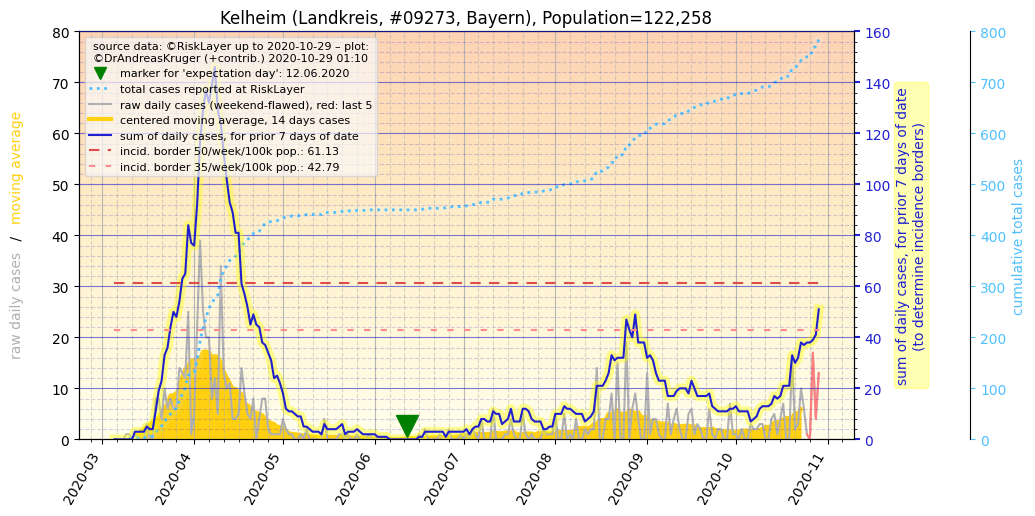 Kelheim (Landkreis, #09273, Bayern), Population=122,258
source data: ©RiskLayer up to 2020-10-29 – plot:
©DrAndreasKruger (+contrib.) 2020-10-29 01:10
marker for 'expectation day': 12.06.2020
total cases reported at RiskLayer
raw daily cases (weekend-flawed), red: last 5
centered moving average, 14 days cases
sum of daily cases, for prior 7 days of date
incid. border 50/week/100k pop.: 61.13
incid. border 35/week/100k pop.: 42.79
raw daily cases / moving average
80
70
60
50
40
30
20
10
0
160
140
120
100
80
60
40
20
0
sum of daily cases, for prior 7 days of date
(to determine incidence borders)
800
700
600
500
400
300
200
100
0
cumulative total cases
2020-03
2020-04
2020-05
2020-06
2020-07
2020-08
2020-09
2020-10
2020-11